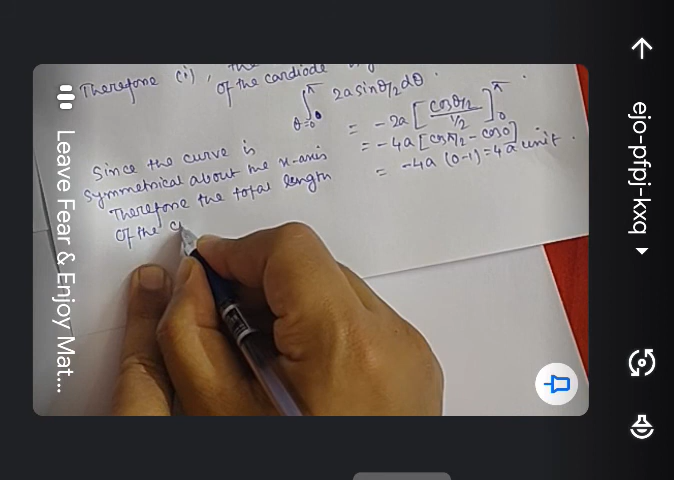 Therefore (i), the
of the cardiode
∫θ=0^π 2a sinθ/2 dθ.
= -2a [cosθ/2 / 1/2]0^π
= -4a [cosπ/2 - cos0]
= -4a (0-1) = 4a unit.
Since the curve is
symmetrical about the x-axis
Therefore the total length
Of the c
Leave Fear & Enjoy Mat...
ejo-pfpj-kxq